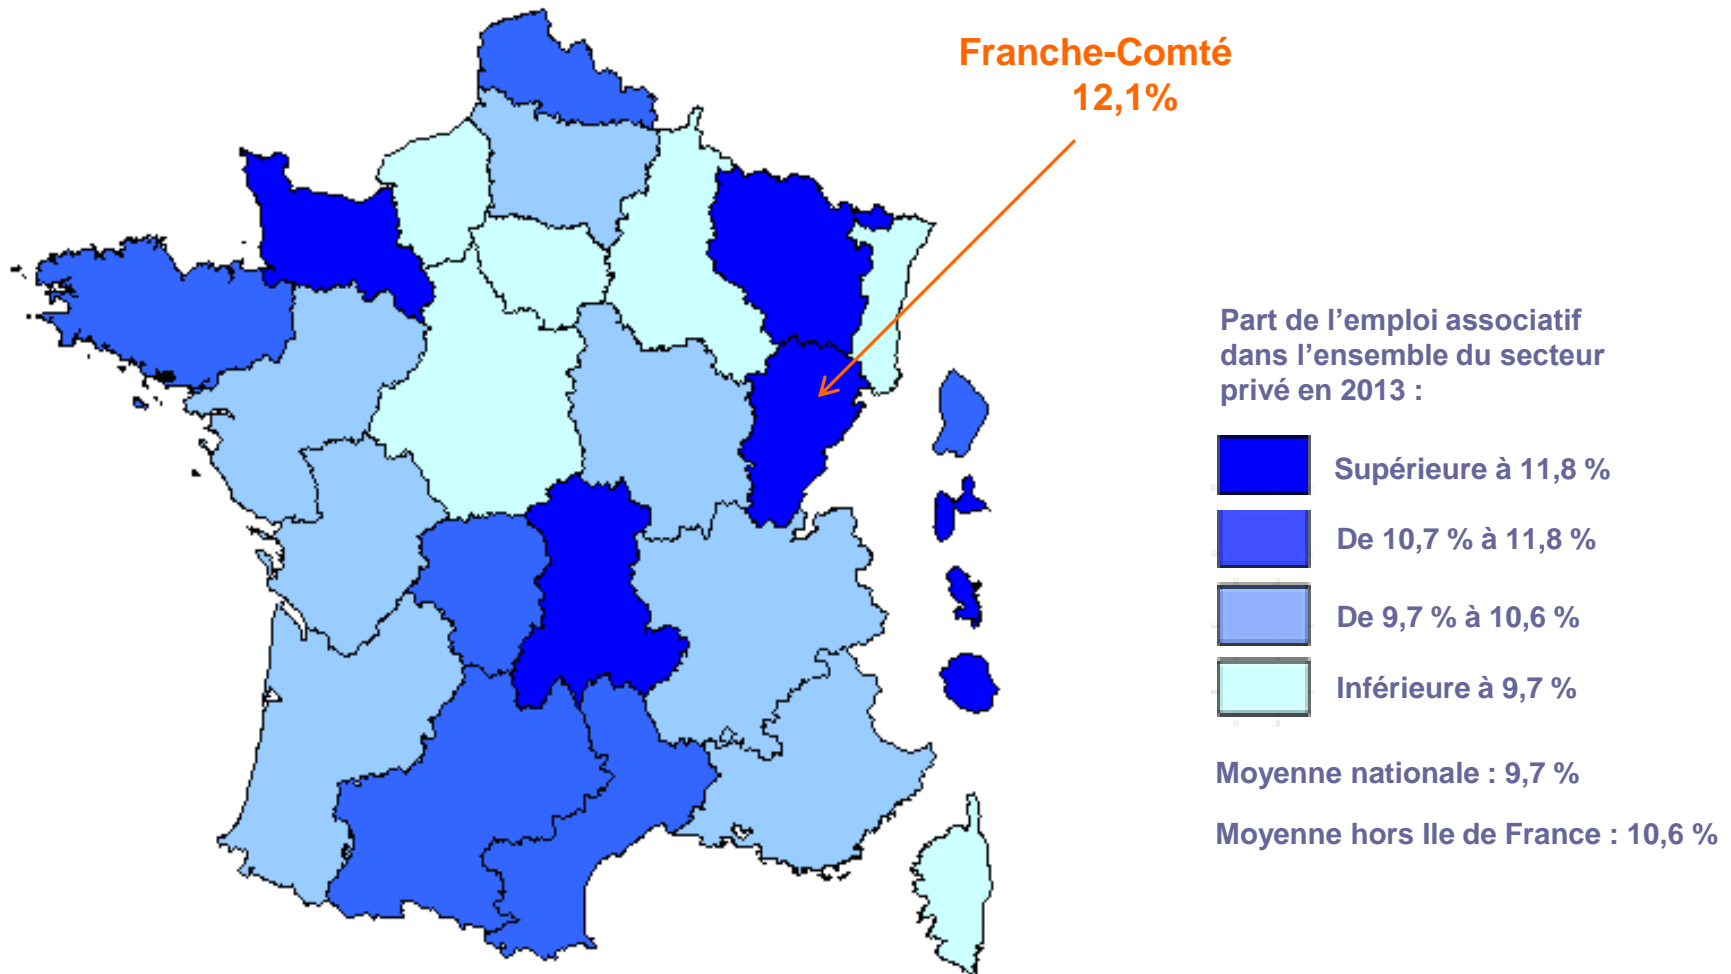 Franche-Comté
12,1%
Part de l’emploi associatif
dans l’ensemble du secteur
privé en 2013 :
Supérieure à 11,8 %
De 10,7 % à 11,8 %
De 9,7 % à 10,6 %
Inférieure à 9,7 %
Moyenne nationale : 9,7 %
Moyenne hors Ile de France : 10,6 %